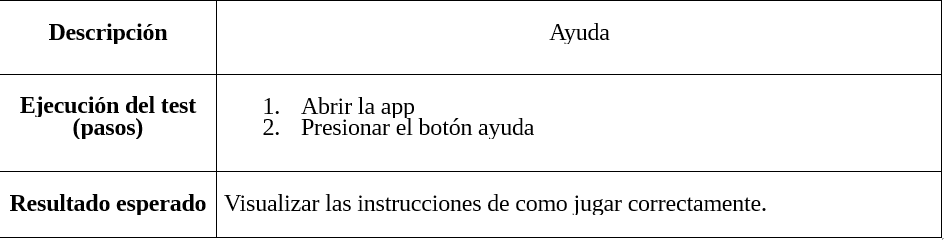 Descripción
Ayuda
Ejecución del test
(pasos)
1. Abrir la app
2. Presionar el botón ayuda
Resultado esperado
Visualizar las instrucciones de como jugar correctamente.